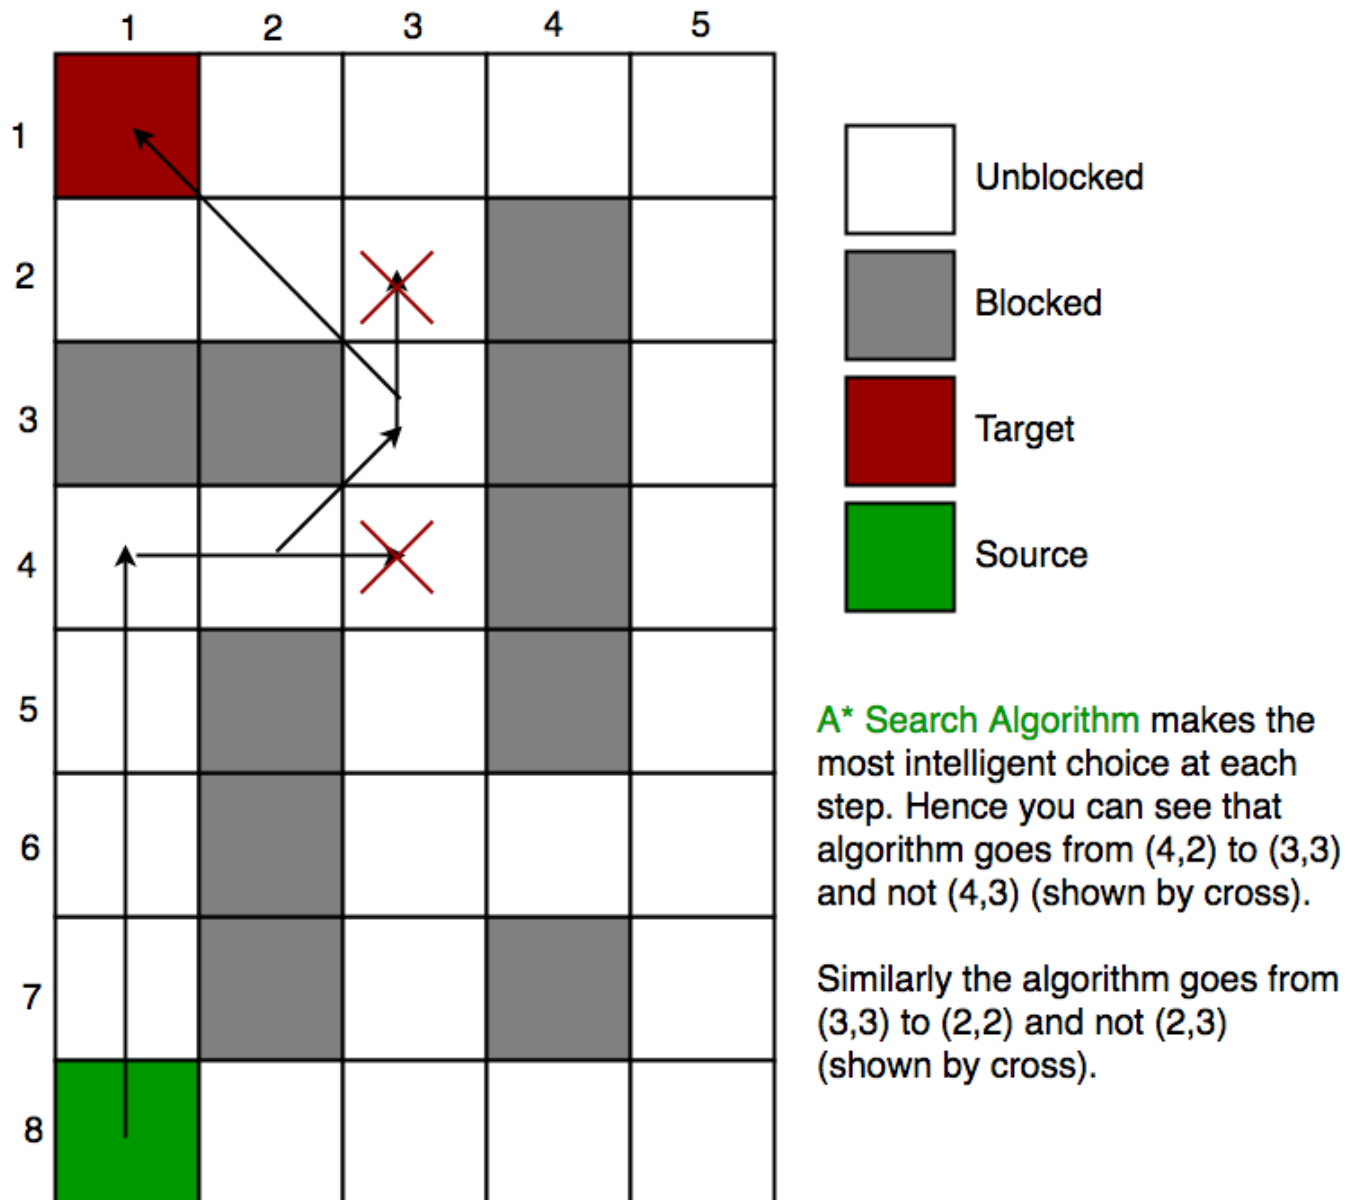 1 2 3 4 5
1
2
3
4
5
6
7
8
Unblocked
Blocked
Target
Source
A* Search Algorithm makes the
most intelligent choice at each
step. Hence you can see that
algorithm goes from (4,2) to (3,3)
and not (4,3) (shown by cross).
Similarly the algorithm goes from
(3,3) to (2,2) and not (2,3)
(shown by cross).